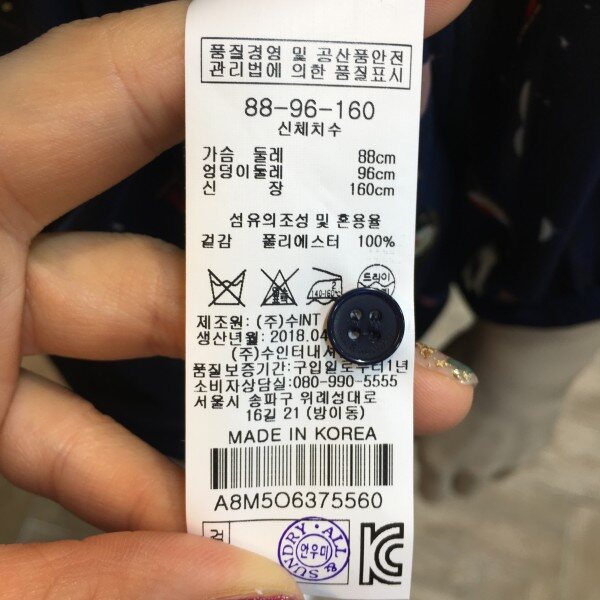 품질경영 및 공산품안전
관리법에 의한 품질표시
88-96-160
신체치수
가슴 둘레 88cm
엉덩이둘레 96cm
신 장 160cm
섬유의조성 및 혼용율
겉감 폴리에스터 100%
드라이
제조원: (주)수INT
생산년월: 2018.04
(주)수인터내셔
품질보증기간:구입일로부터1년
소비자상담실:080-990-5555
서울시 송파구 위례성대로
16길 21 (방이동)
MADE IN KOREA
A8M5O6375560
SUNDRY·ALL
안우미